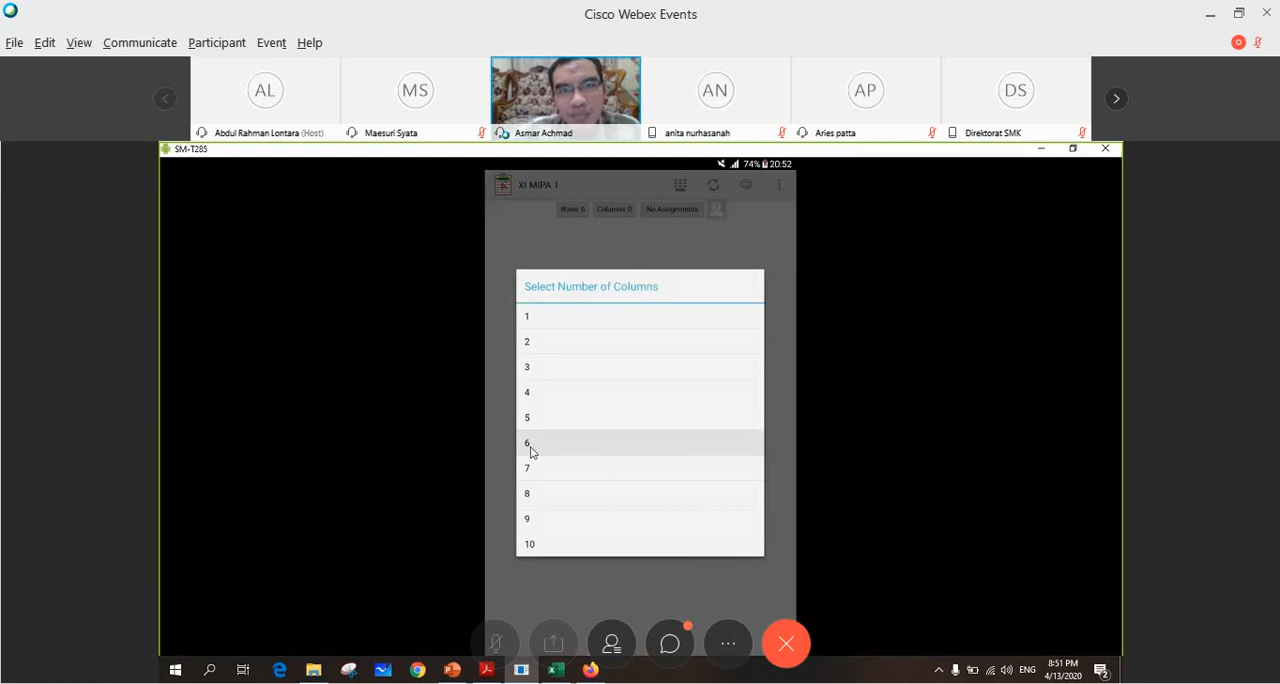 Cisco Webex Events
File Edit View Communicate Participant Event Help
AL MS AN AP DS
Abdul Rahman Lontara (Host) Maesuri Syata Asmar Achmad anita nurhasanah Aries patta Direktorat SMK
SM-T285
74% 20:52
XI MIPA 1
Rows: 6 Columns: 0 No Assignments
Select Number of Columns
1
2
3
4
5
6
7
8
9
10
ENG 8:51 PM
4/13/2020
2